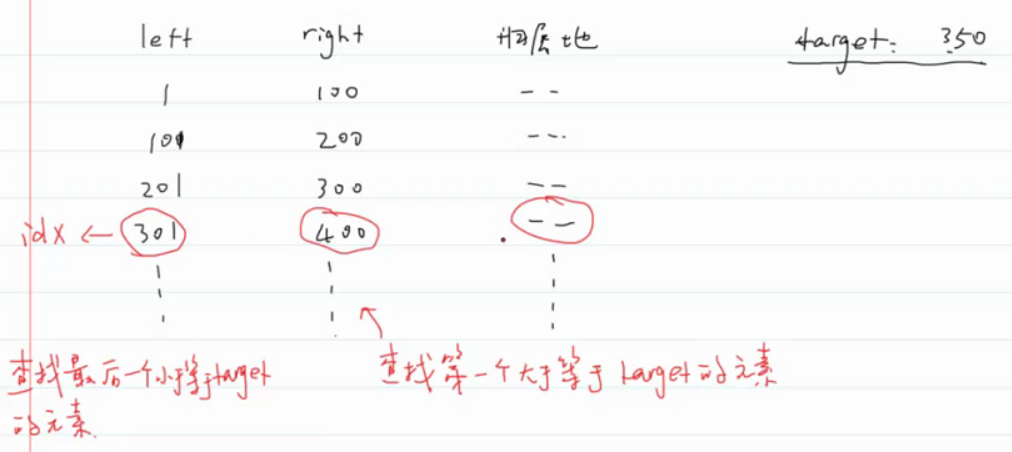 left right 归属地 target: 350
1 100 --
101 200 ---
201 300 --
idx ← 301 400 --
查找最后一个小于等于target 查找第一个大于等于 target 的元素
的元素.